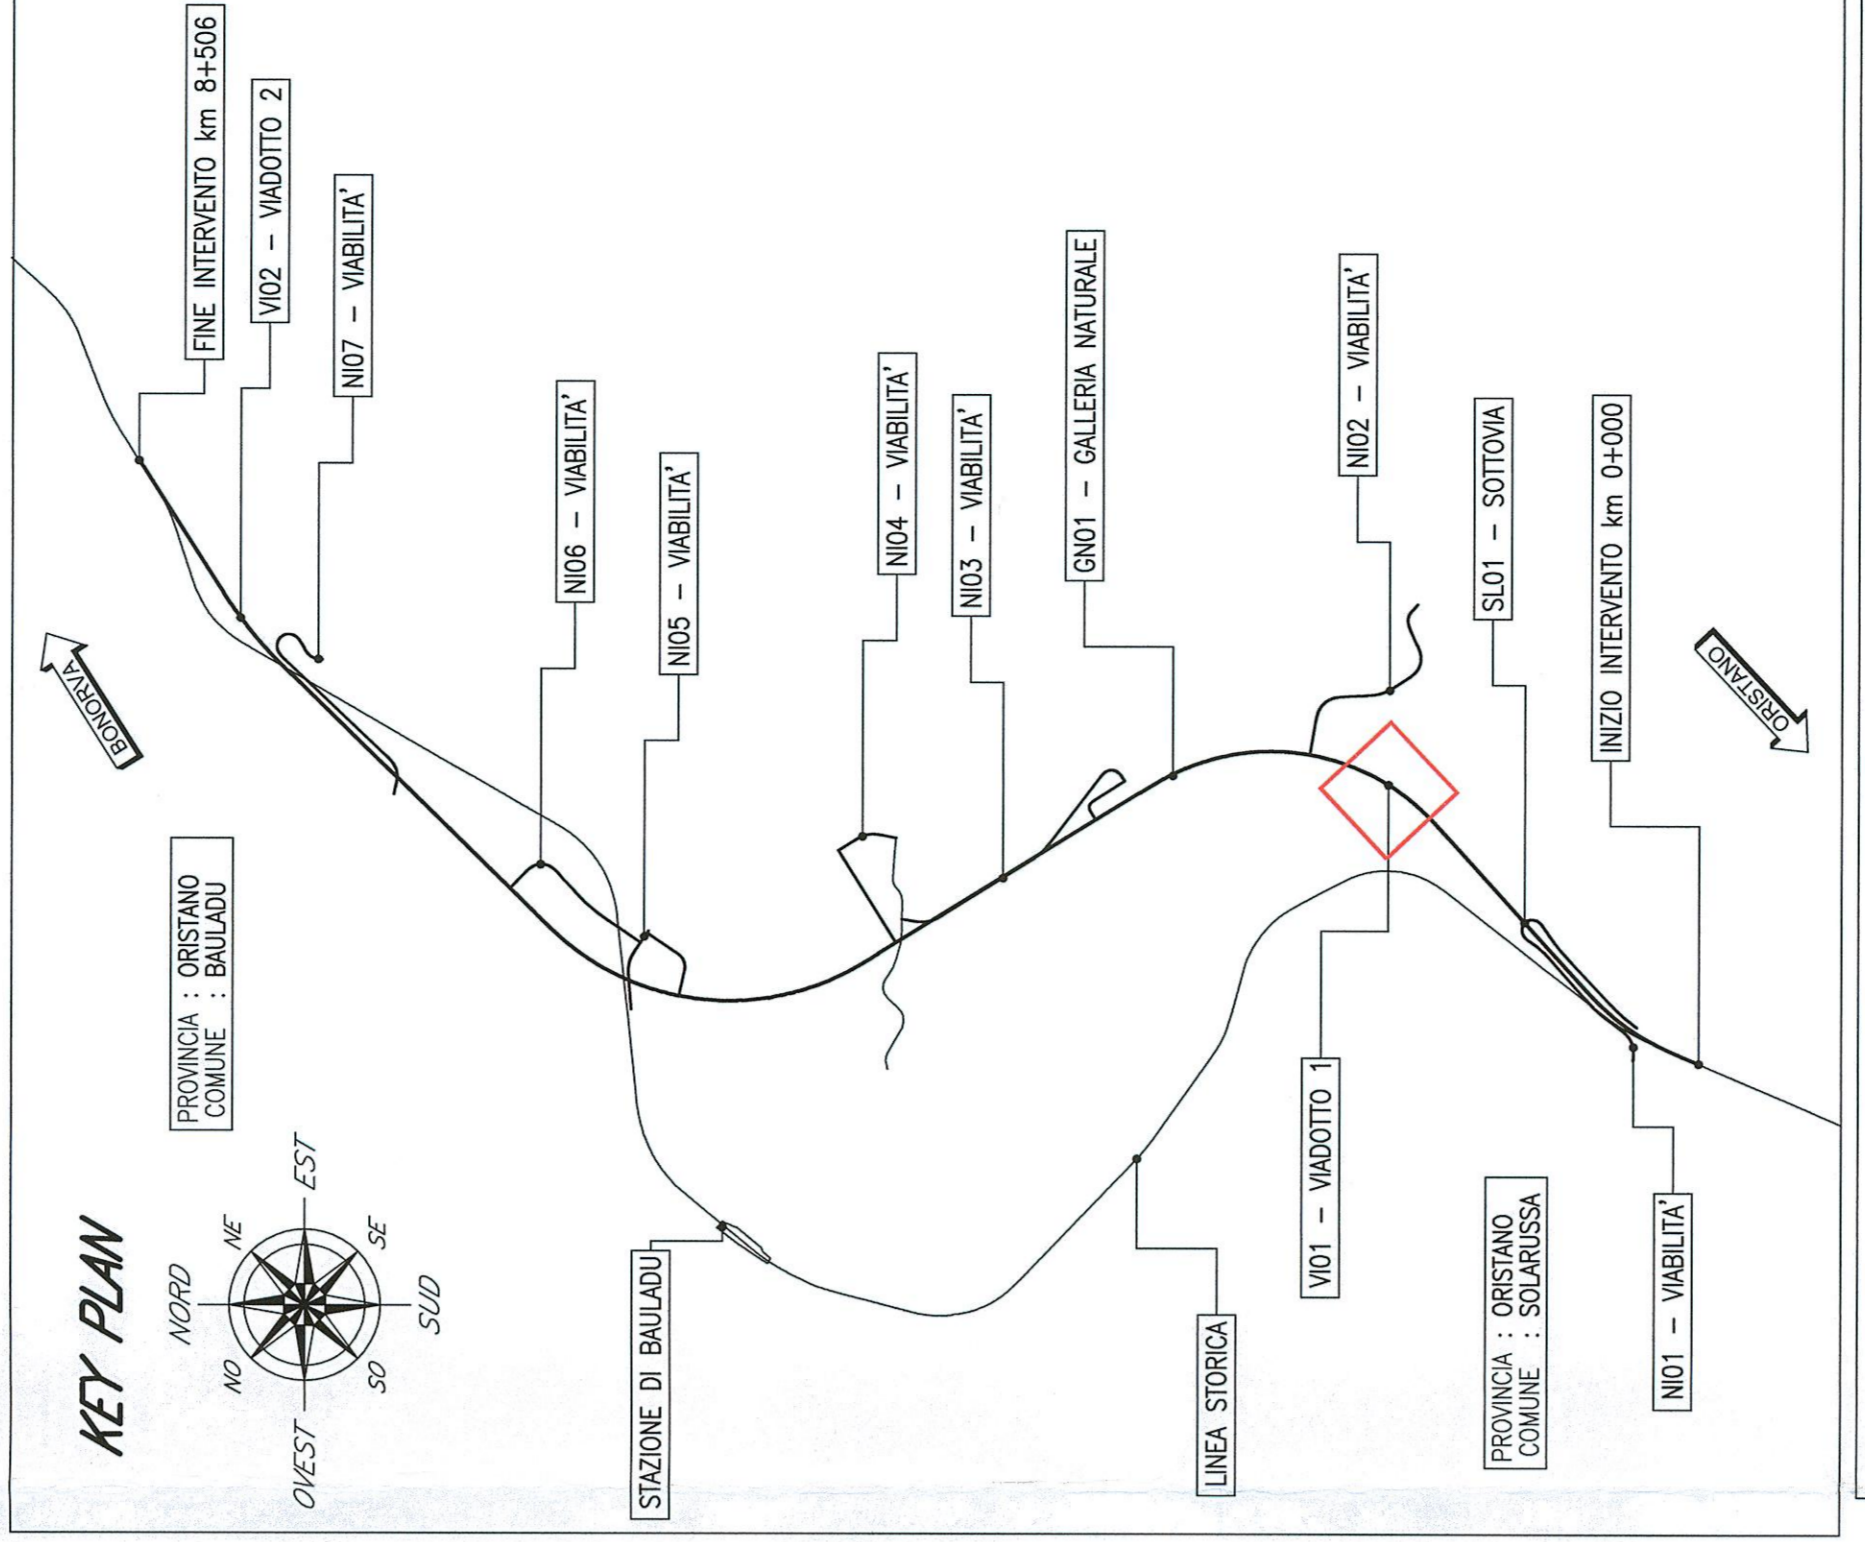 KEY PLAN
NORD
NE
EST
SE
SUD
SO
OVEST
NO
PROVINCIA : ORISTANO
COMUNE : BAULADU
BONORVA
FINE INTERVENTO km 8+506
VI02 – VIADOTTO 2
NI07 – VIABILITA'
NI06 – VIABILITA'
NI05 – VIABILITA'
NI04 – VIABILITA'
NI03 – VIABILITA'
GN01 – GALLERIA NATURALE
NI02 – VIABILITA'
SL01 – SOTTOVIA
INIZIO INTERVENTO km 0+000
ORISTANO
STAZIONE DI BAULADU
LINEA STORICA
VI01 – VIADOTTO 1
PROVINCIA : ORISTANO
COMUNE : SOLARUSSA
NI01 – VIABILITA'